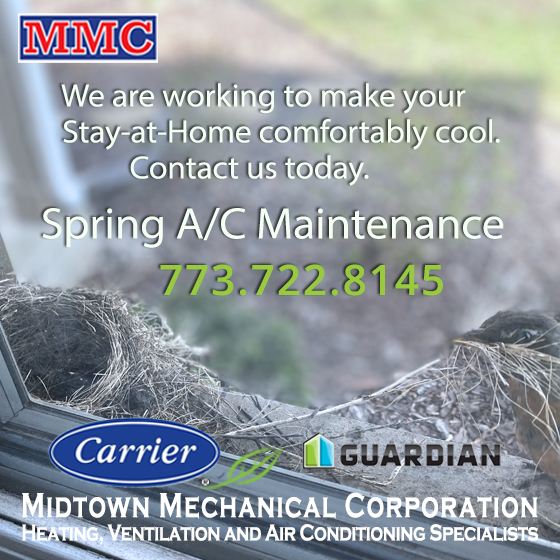 MMC
We are working to make your
Stay-at-Home comfortably cool.
Contact us today.
Spring A/C Maintenance
773.722.8145
Carrier
GUARDIAN
MIDTOWN MECHANICAL CORPORATION
HEATING, VENTILATION AND AIR CONDITIONING SPECIALISTS